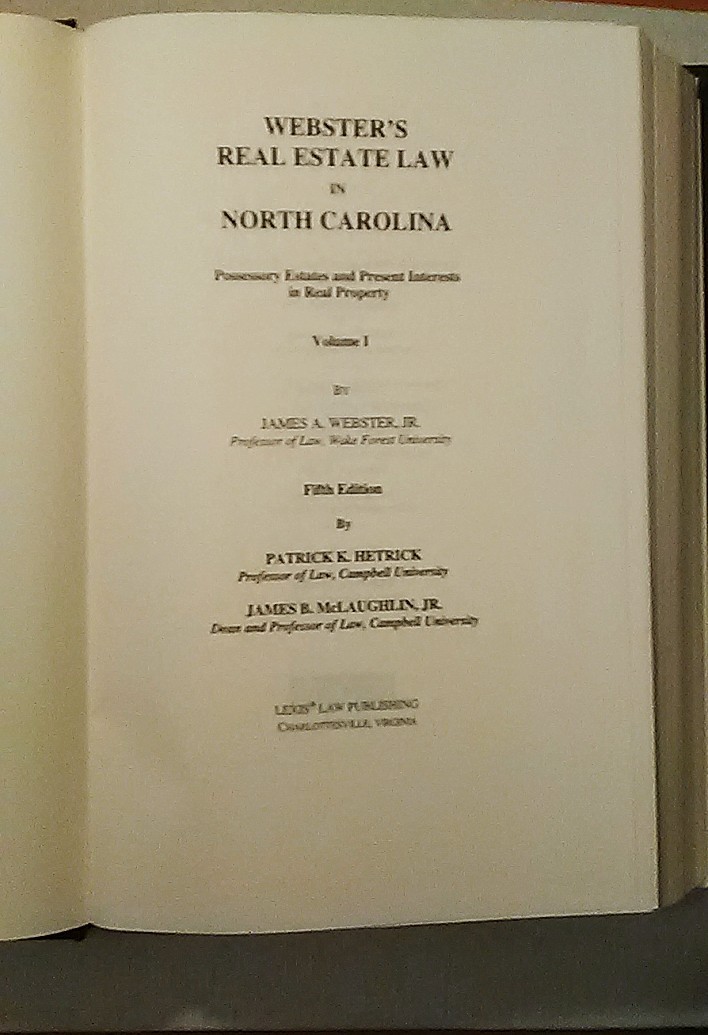 WEBSTER'S
REAL ESTATE LAW
IN
NORTH CAROLINA
Possessory Estates and Present Interests
in Real Property
Volume I
BY
JAMES A. WEBSTER, JR.
Professor of Law, Wake Forest University
Fifth Edition
By
PATRICK K. HETRICK
Professor of Law, Campbell University
JAMES B. McLAUGHLIN, JR.
Dean and Professor of Law, Campbell University
LEXIS® LAW PUBLISHING
CHARLOTTESVILLE, VIRGINIA